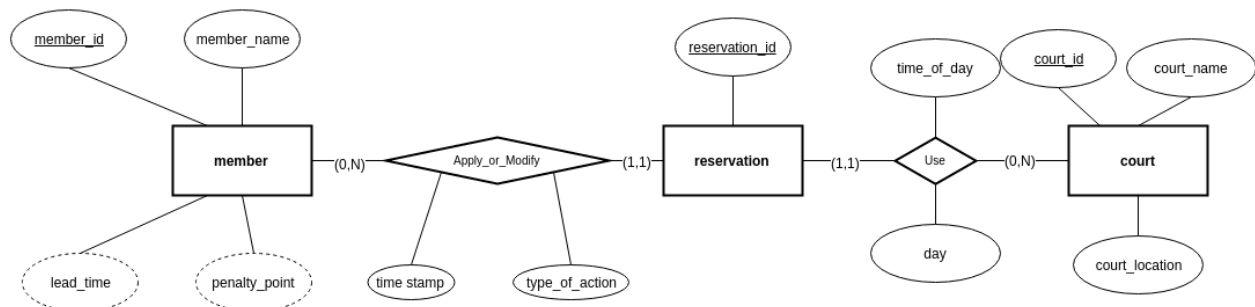 member_id
member_name
reservation_id
time_of_day
court_id
court_name
member
(0,N)
Apply_or_Modify
(1,1)
reservation
(1,1)
Use
(0,N)
court
lead_time
penalty_point
time stamp
type_of_action
day
court_location